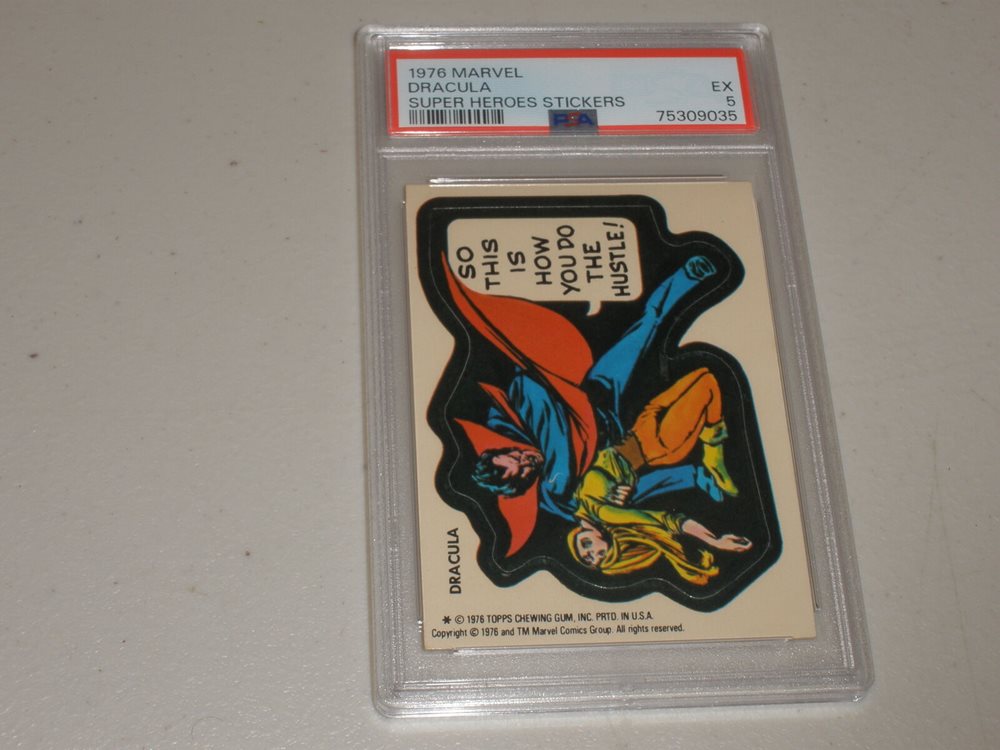 1976 MARVEL
DRACULA EX
SUPER HEROES STICKERS 5
PSA 75309035
SO
THIS
IS
HOW
YOU DO
THE
HUSTLE!
DRACULA
* © 1976 TOPPS CHEWING GUM, INC. PRTD. IN U.S.A.
Copyright © 1976 and TM Marvel Comics Group. All rights reserved.